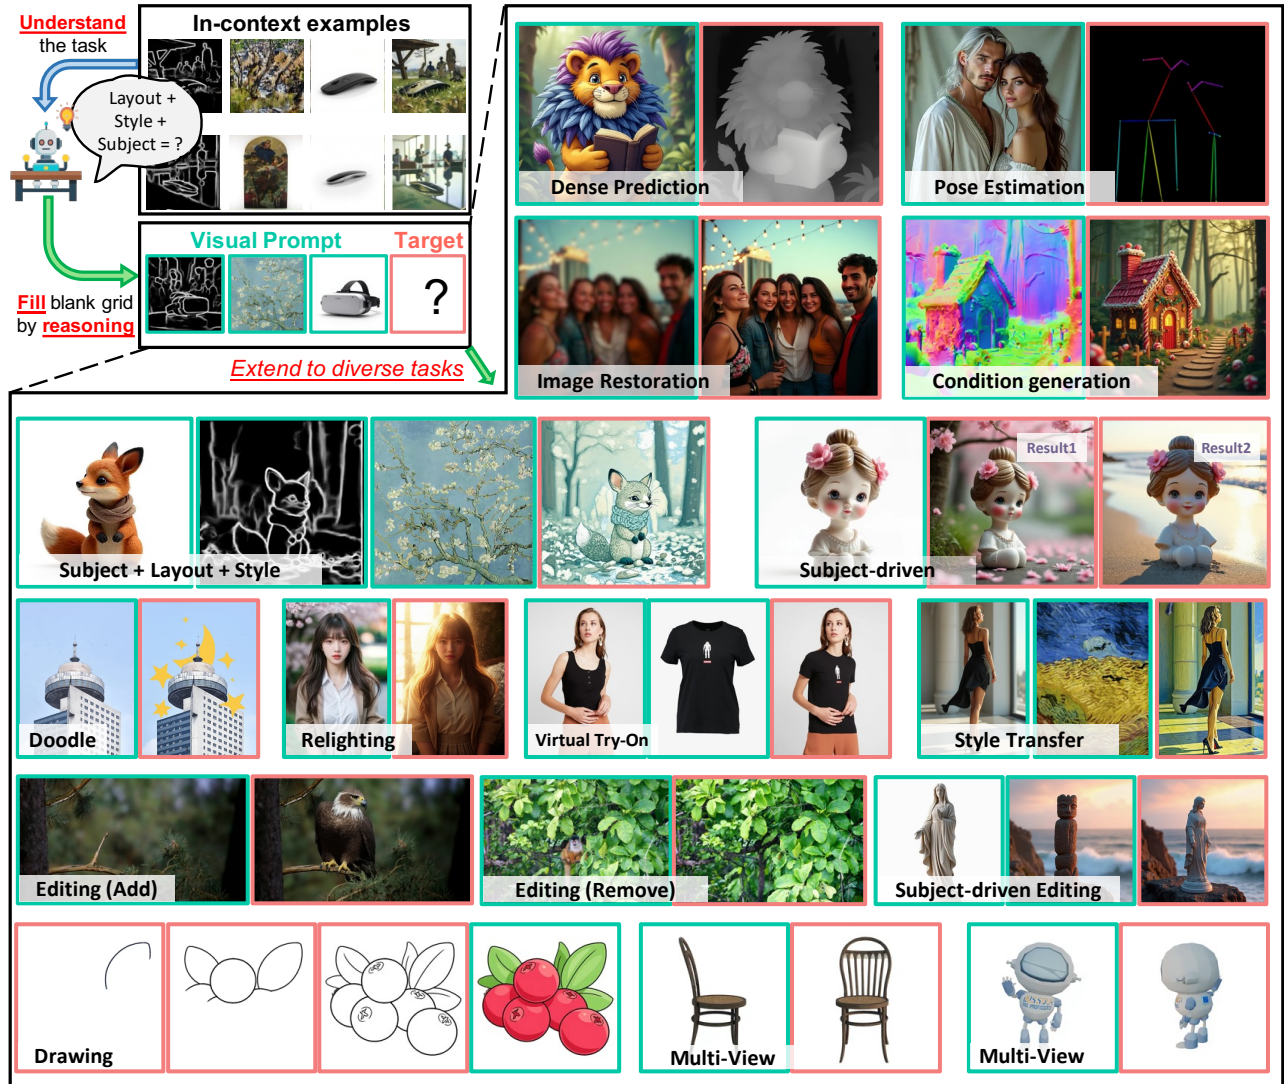 Understand
the task
Layout +
Style +
Subject = ?
In-context examples
Visual Prompt
Target
?
Fill blank grid
by reasoning
Extend to diverse tasks
Dense Prediction
Pose Estimation
Image Restoration
Condition generation
Subject + Layout + Style
Subject-driven
Result1
Result2
Doodle
Relighting
Virtual Try-On
Style Transfer
Editing (Add)
Editing (Remove)
Subject-driven Editing
Drawing
Multi-View
Multi-View